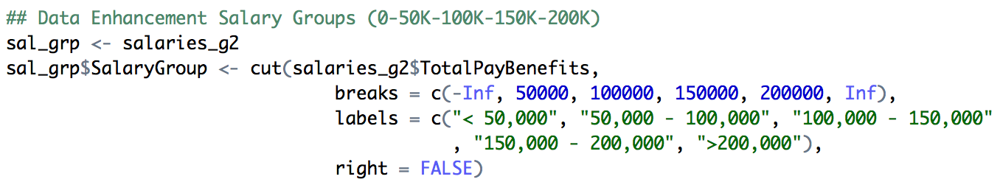 ## Data Enhancement Salary Groups (0-50K-100K-150K-200K)
sal_grp <- salaries_g2
sal_grp$SalaryGroup <- cut(salaries_g2$TotalPayBenefits,
breaks = c(-Inf, 50000, 100000, 150000, 200000, Inf),
labels = c("< 50,000", "50,000 - 100,000", "100,000 - 150,000"
, "150,000 - 200,000", ">200,000"),
right = FALSE)